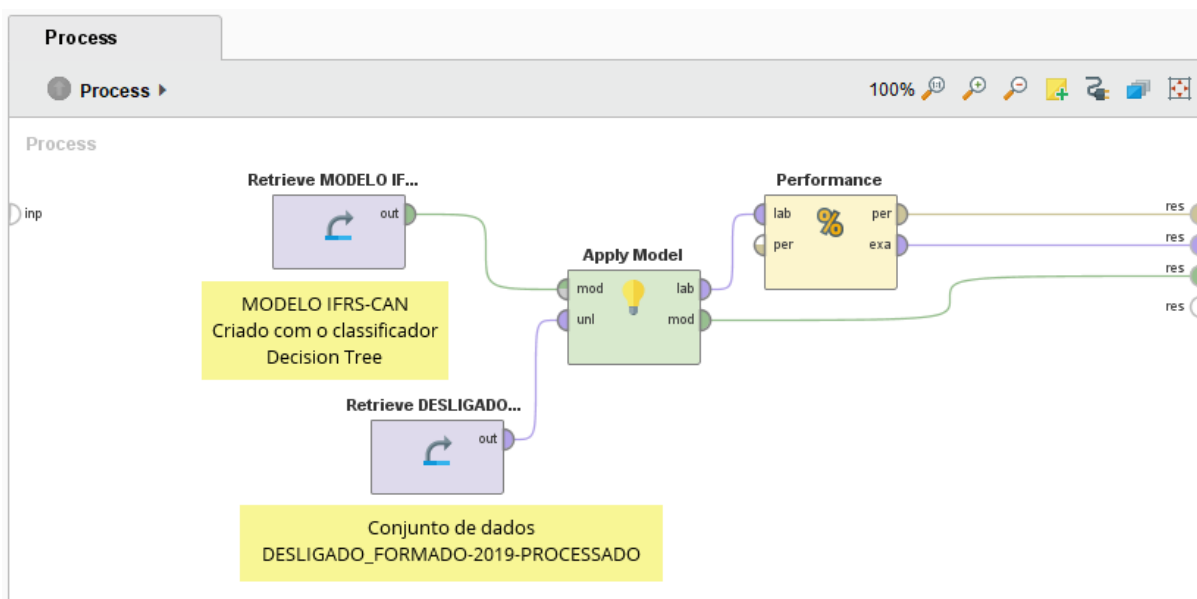 Process
Process
100%
Process
Retrieve MODELO IF...
Performance
inp
out
lab
per
res
per
exa
res
Apply Model
res
mod
lab
MODELO IFRS-CAN
Criado com o classificador
Decision Tree
unl
mod
res
Retrieve DESLIGADO...
out
Conjunto de dados
DESLIGADO_FORMADO-2019-PROCESSADO